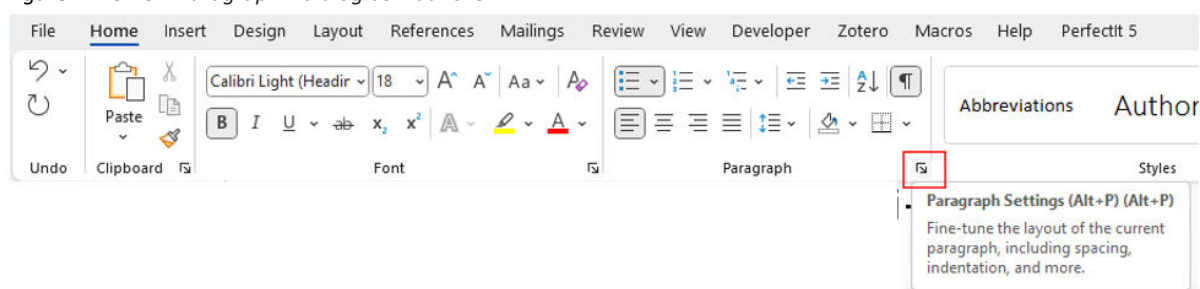 File Home Insert Design Layout References Mailings Review View Developer Zotero Macros Help PerfectIt 5
Calibri Light (Headir 18 A A Aa A
Paste
B I U ab x2 x2 A A
Abbreviations Author
Undo Clipboard Font Paragraph Styles
Paragraph Settings (Alt+P) (Alt+P)
Fine-tune the layout of the current
paragraph, including spacing,
indentation, and more.